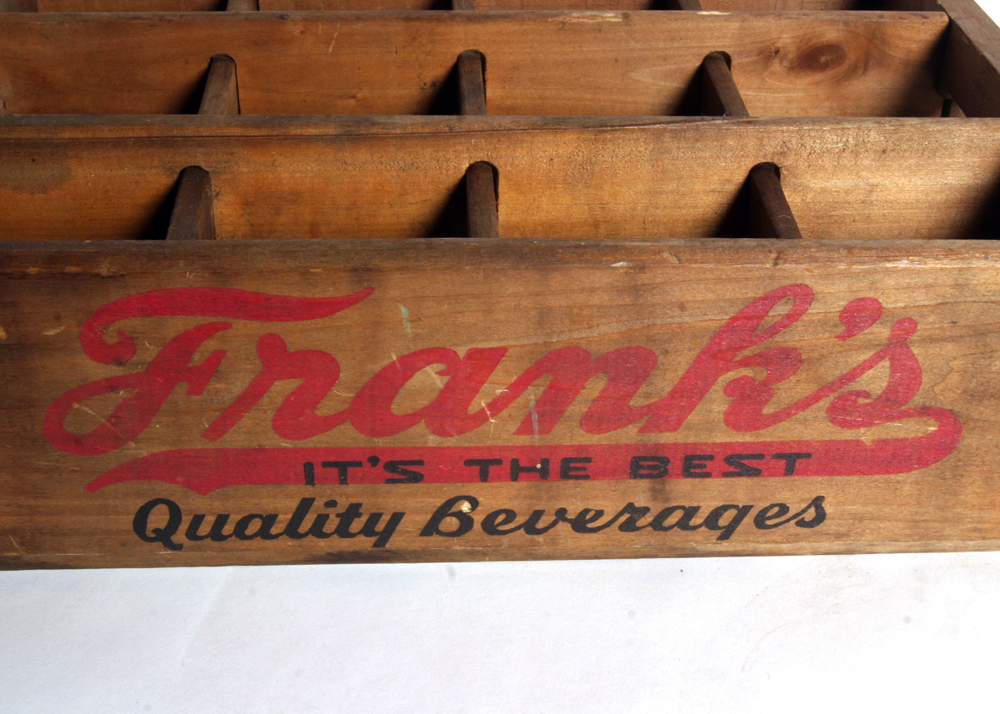 Frank's
IT'S THE BEST
Quality Beverages